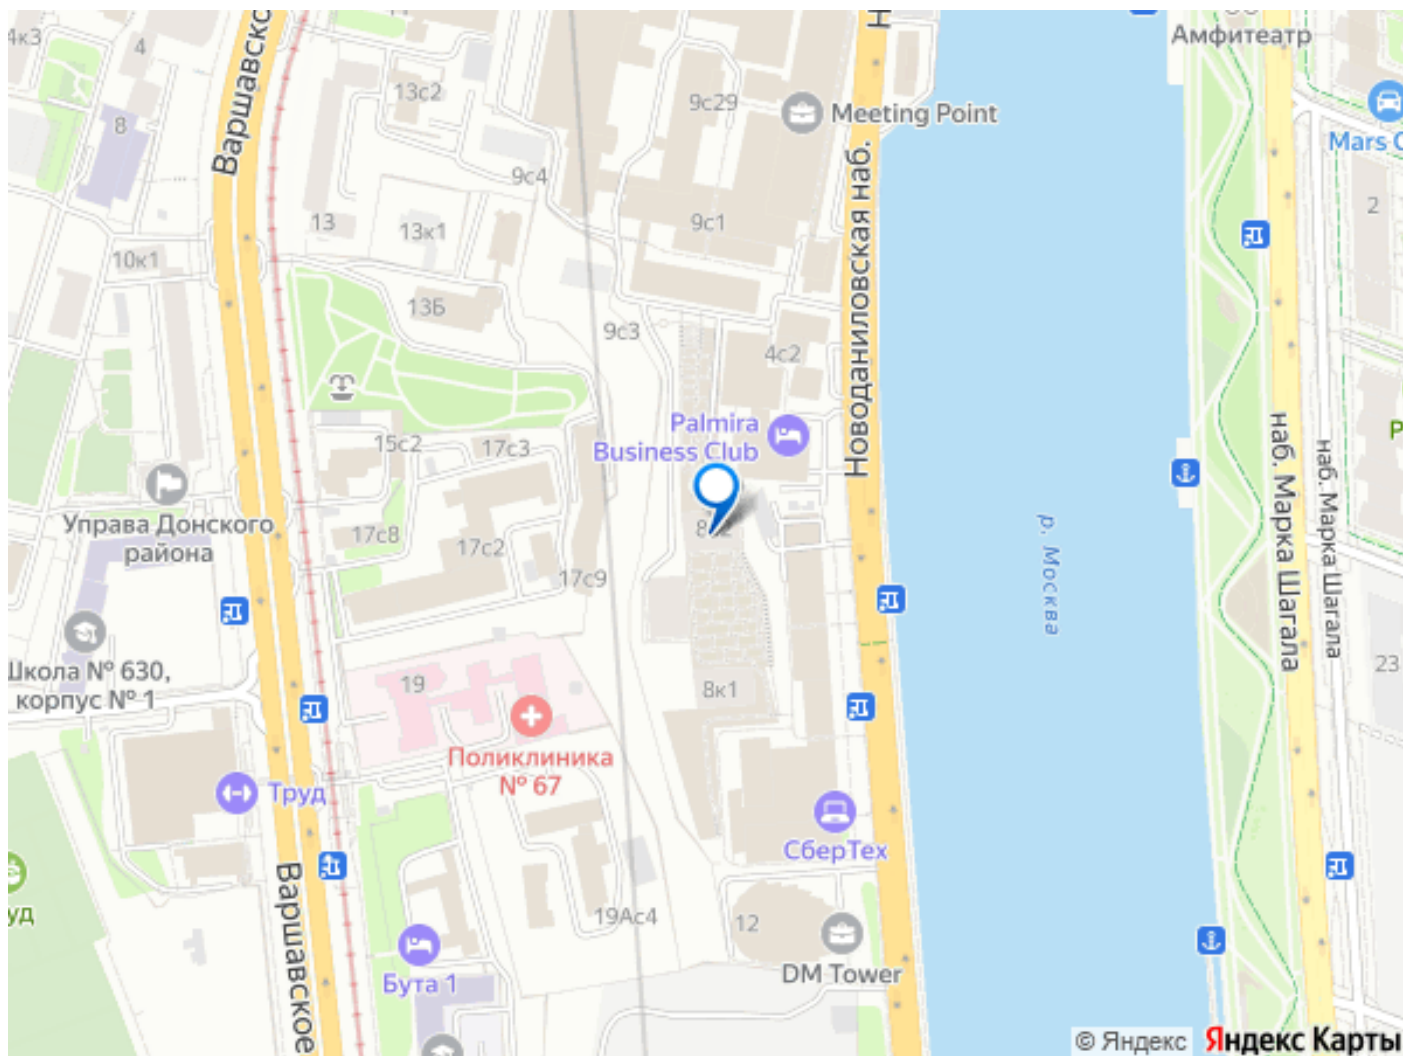 4к3
4
Варшавско
13с2
9с29
Meeting Point
Амфитеатр
Mars
8
9с4
2
13
13к1
9с1
10к1
Новоданиловская наб.
13Б
9с3
4с2
Palmira
Business Club
15с2
17с3
Управа Донского
района
17с8
17с2
17с9
р. Москва
наб. Марка Шагала
наб. Марка Шагала
Школа № 630,
корпус № 1
19
8к1
23
Поликлиника
№ 67
Труд
СберТех
Варшавское
уд
19Ас4
12
DM Tower
Бута 1
© Яндекс
Яндекс Карты